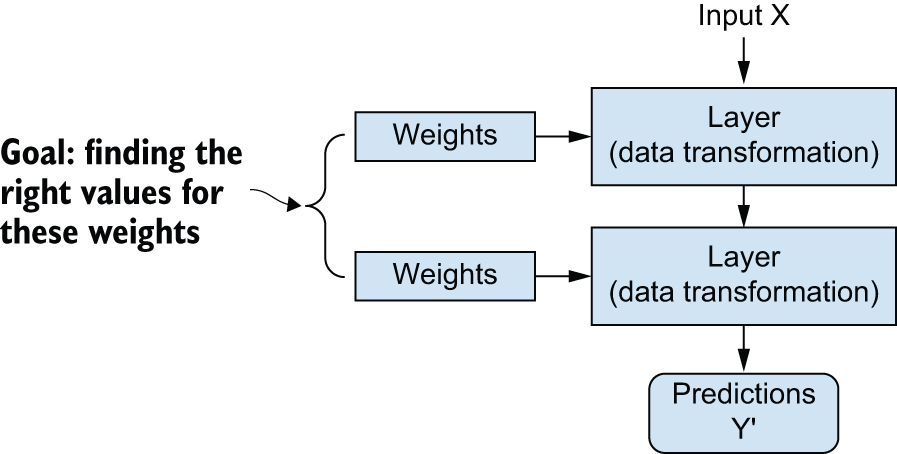 Input X
Layer
(data transformation)
Weights
Goal: finding the
right values for
these weights
Layer
(data transformation)
Weights
Predictions
Y'